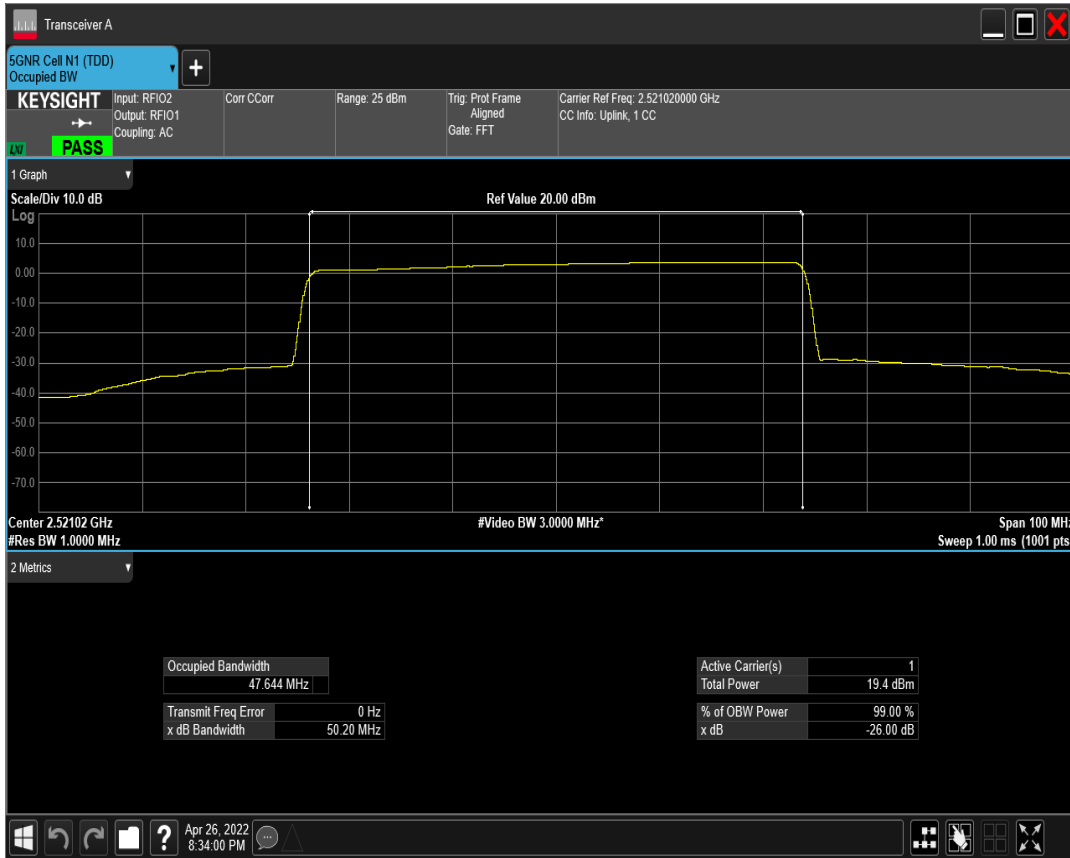 Transceiver A
5GNR Cell N1 (TDD)
Occupied BW
KEYSIGHT
LXI
PASS
Input: RFIO2
Output: RFIO1
Coupling: AC
Corr CCorr
Range: 25 dBm
Trig: Prot Frame
Aligned
Gate: FFT
Carrier Ref Freq: 2.521020000 GHz
CC Info: Uplink, 1 CC
1 Graph
Scale/Div 10.0 dB
Ref Value 20.00 dBm
Log
10.0
0.00
-10.0
-20.0
-30.0
-40.0
-50.0
-60.0
-70.0
Center 2.52102 GHz
#Video BW 3.0000 MHz*
Span 100 MHz
#Res BW 1.0000 MHz
Sweep 1.00 ms (1001 pts
2 Metrics
Occupied Bandwidth
47.644 MHz
Transmit Freq Error 0 Hz
x dB Bandwidth 50.20 MHz
Active Carrier(s) 1
Total Power 19.4 dBm
% of OBW Power 99.00 %
x dB -26.00 dB
?
Apr 26, 2022
8:34:00 PM